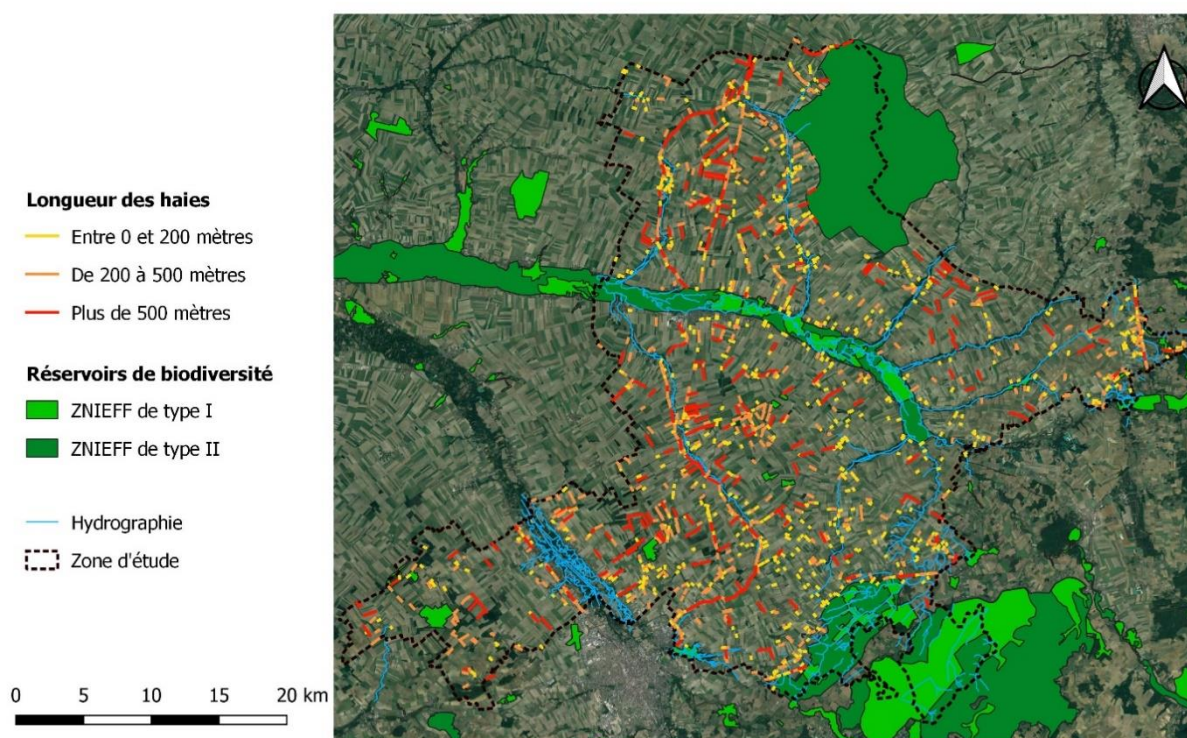 Longueur des haies
Entre 0 et 200 mètres
De 200 à 500 mètres
Plus de 500 mètres
Réservoirs de biodiversité
ZNIEFF de type I
ZNIEFF de type II
Hydrographie
Zone d'étude
0 5 10 15 20 km